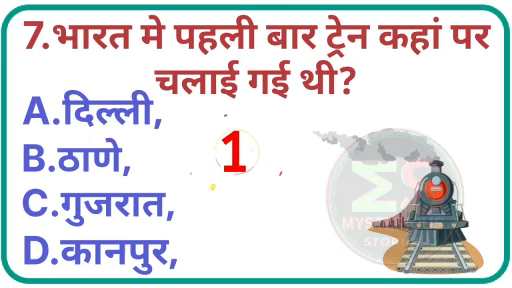 7.भारत मे पहली बार ट्रेन कहां पर
चलाई गई थी?
A.दिल्ली,
B.ठाणे,
1
C.गुजरात,
D.कानपुर,